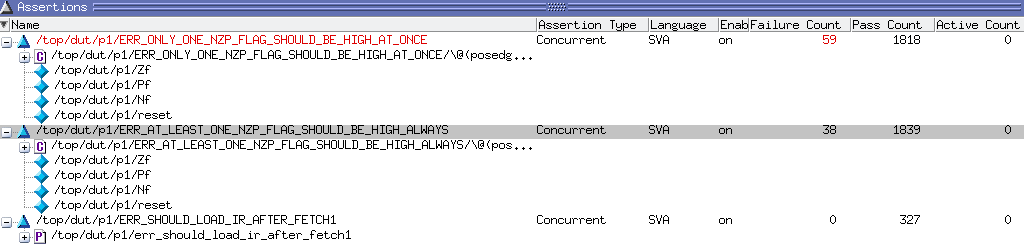 Assertions
Name Assertion Type Language Enab Failure Count Pass Count Active Count
/top/dut/p1/ERR_ONLY_ONE_NZP_FLAG_SHOULD_BE_HIGH_AT_ONCE Concurrent SVA on 59 1818 0
/top/dut/p1/ERR_ONLY_ONE_NZP_FLAG_SHOULD_BE_HIGH_AT_ONCE/\@(posedg...
/top/dut/p1/Zf
/top/dut/p1/Pf
/top/dut/p1/Nf
/top/dut/p1/reset
/top/dut/p1/ERR_AT_LEAST_ONE_NZP_FLAG_SHOULD_BE_HIGH_ALWAYS Concurrent SVA on 38 1839 0
/top/dut/p1/ERR_AT_LEAST_ONE_NZP_FLAG_SHOULD_BE_HIGH_ALWAYS/\@(pos...
/top/dut/p1/Zf
/top/dut/p1/Pf
/top/dut/p1/Nf
/top/dut/p1/reset
/top/dut/p1/ERR_SHOULD_LOAD_IR_AFTER_FETCH1 Concurrent SVA on 0 327 0
/top/dut/p1/err_should_load_ir_after_fetch1